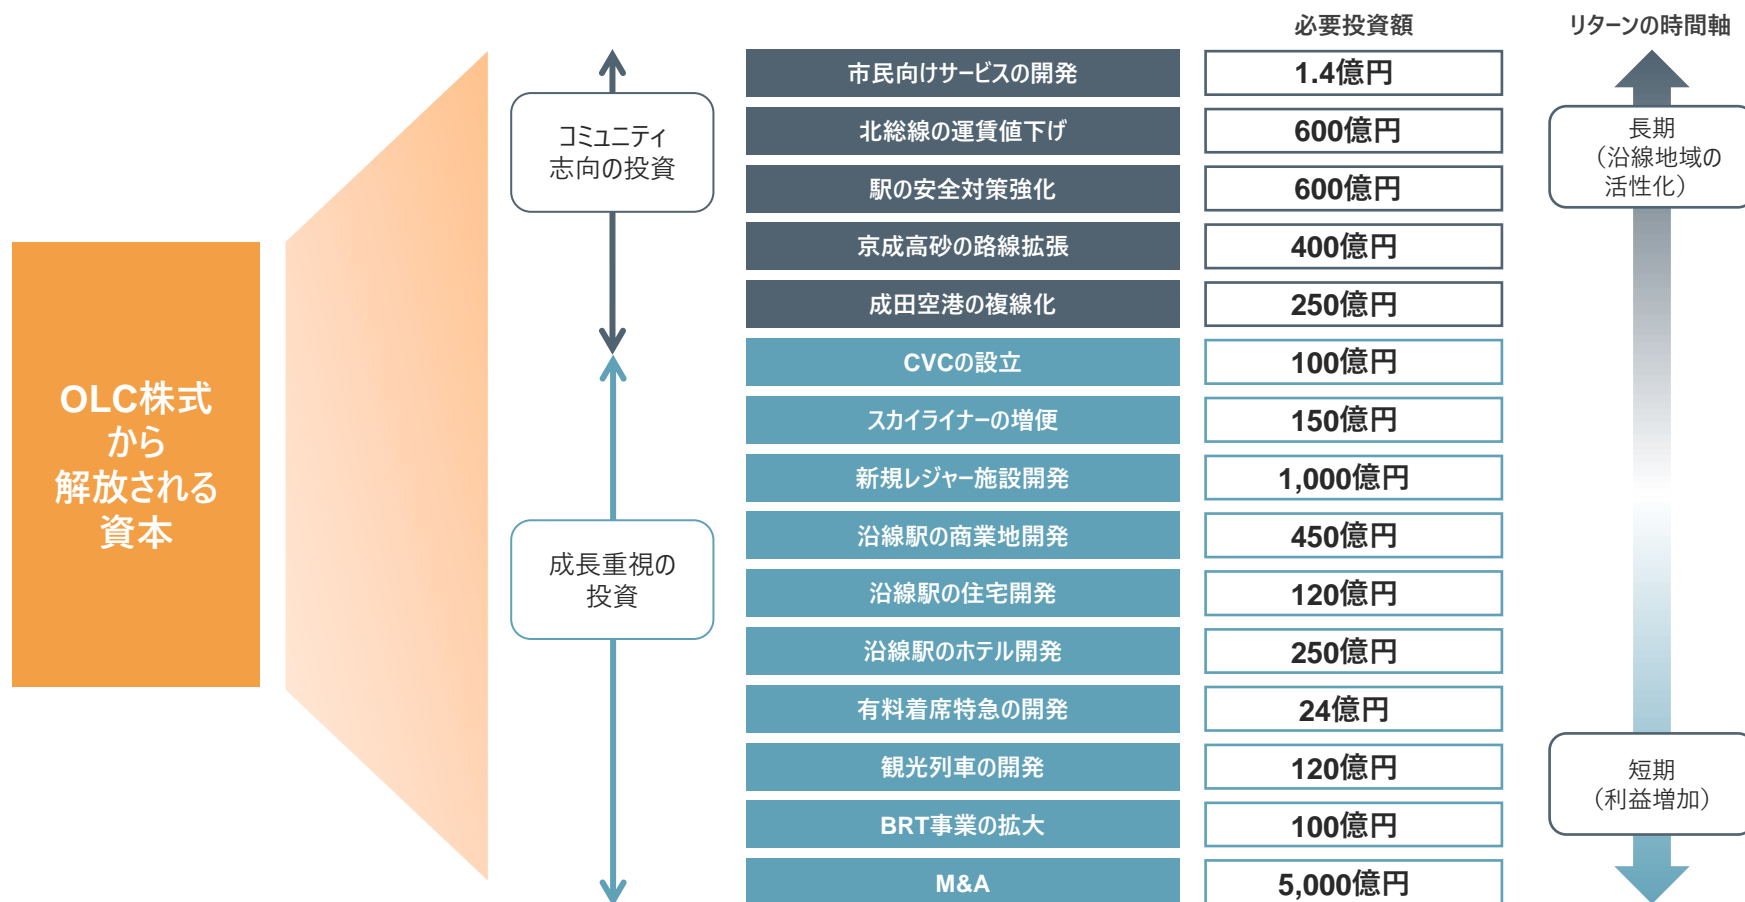 必要投資額
リターンの時間軸
OLC株式
から
解放される
資本
コミュニティ
志向の投資
成長重視の
投資
市民向けサービスの開発
1.4億円
北総線の運賃値下げ
600億円
駅の安全対策強化
600億円
京成高砂の路線拡張
400億円
成田空港の複線化
250億円
CVCの設立
100億円
スカイライナーの増便
150億円
新規レジャー施設開発
1,000億円
沿線駅の商業地開発
450億円
沿線駅の住宅開発
120億円
沿線駅のホテル開発
250億円
有料着席特急の開発
24億円
観光列車の開発
120億円
BRT事業の拡大
100億円
M&A
5,000億円
長期
（沿線地域の
活性化）
短期
（利益増加）